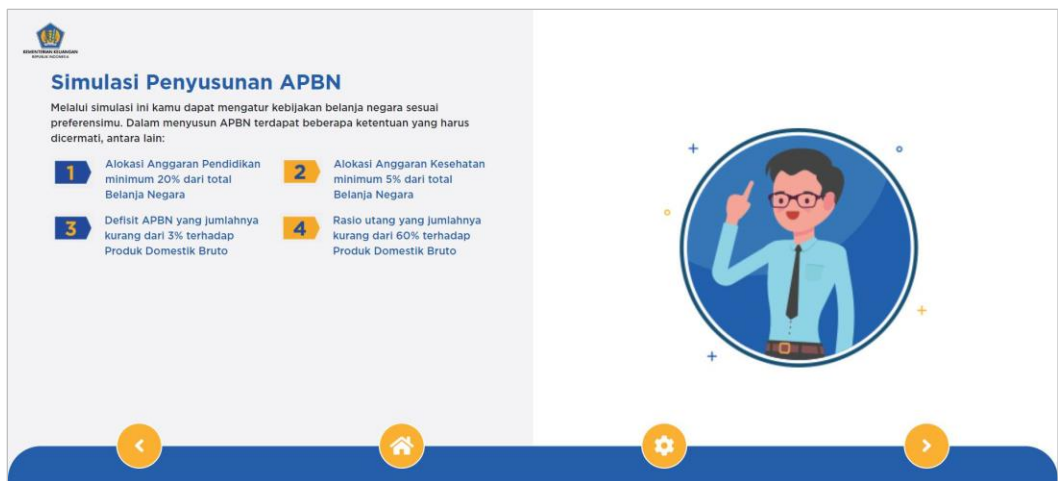 KEMENTERIAN KEUANGAN
REPUBLIK INDONESIA
Simulasi Penyusunan APBN
Melalui simulasi ini kamu dapat mengatur kebijakan belanja negara sesuai
preferensimu. Dalam menyusun APBN terdapat beberapa ketentuan yang harus
dicermati, antara lain:
1
Alokasi Anggaran Pendidikan
minimum 20% dari total
Belanja Negara
2
Alokasi Anggaran Kesehatan
minimum 5% dari total
Belanja Negara
3
Defisit APBN yang jumlahnya
kurang dari 3% terhadap
Produk Domestik Bruto
4
Rasio utang yang jumlahnya
kurang dari 60% terhadap
Produk Domestik Bruto